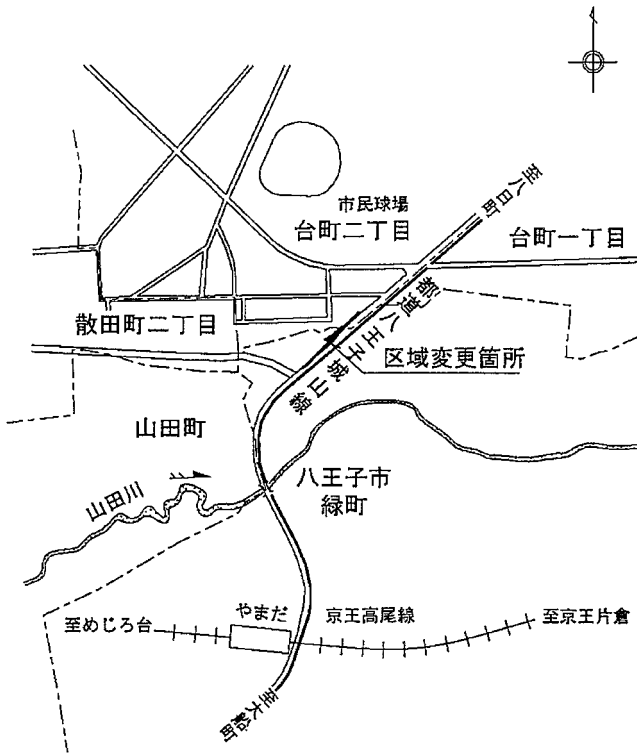 市民球場
台町二丁目
至八日町
台町一丁目
散田町二丁目
都道八王子城山線
区域変更箇所
山田町
八王子市
緑町
山田川
やまだ
京王高尾線
至めじろ台
至京王片倉
至大船町